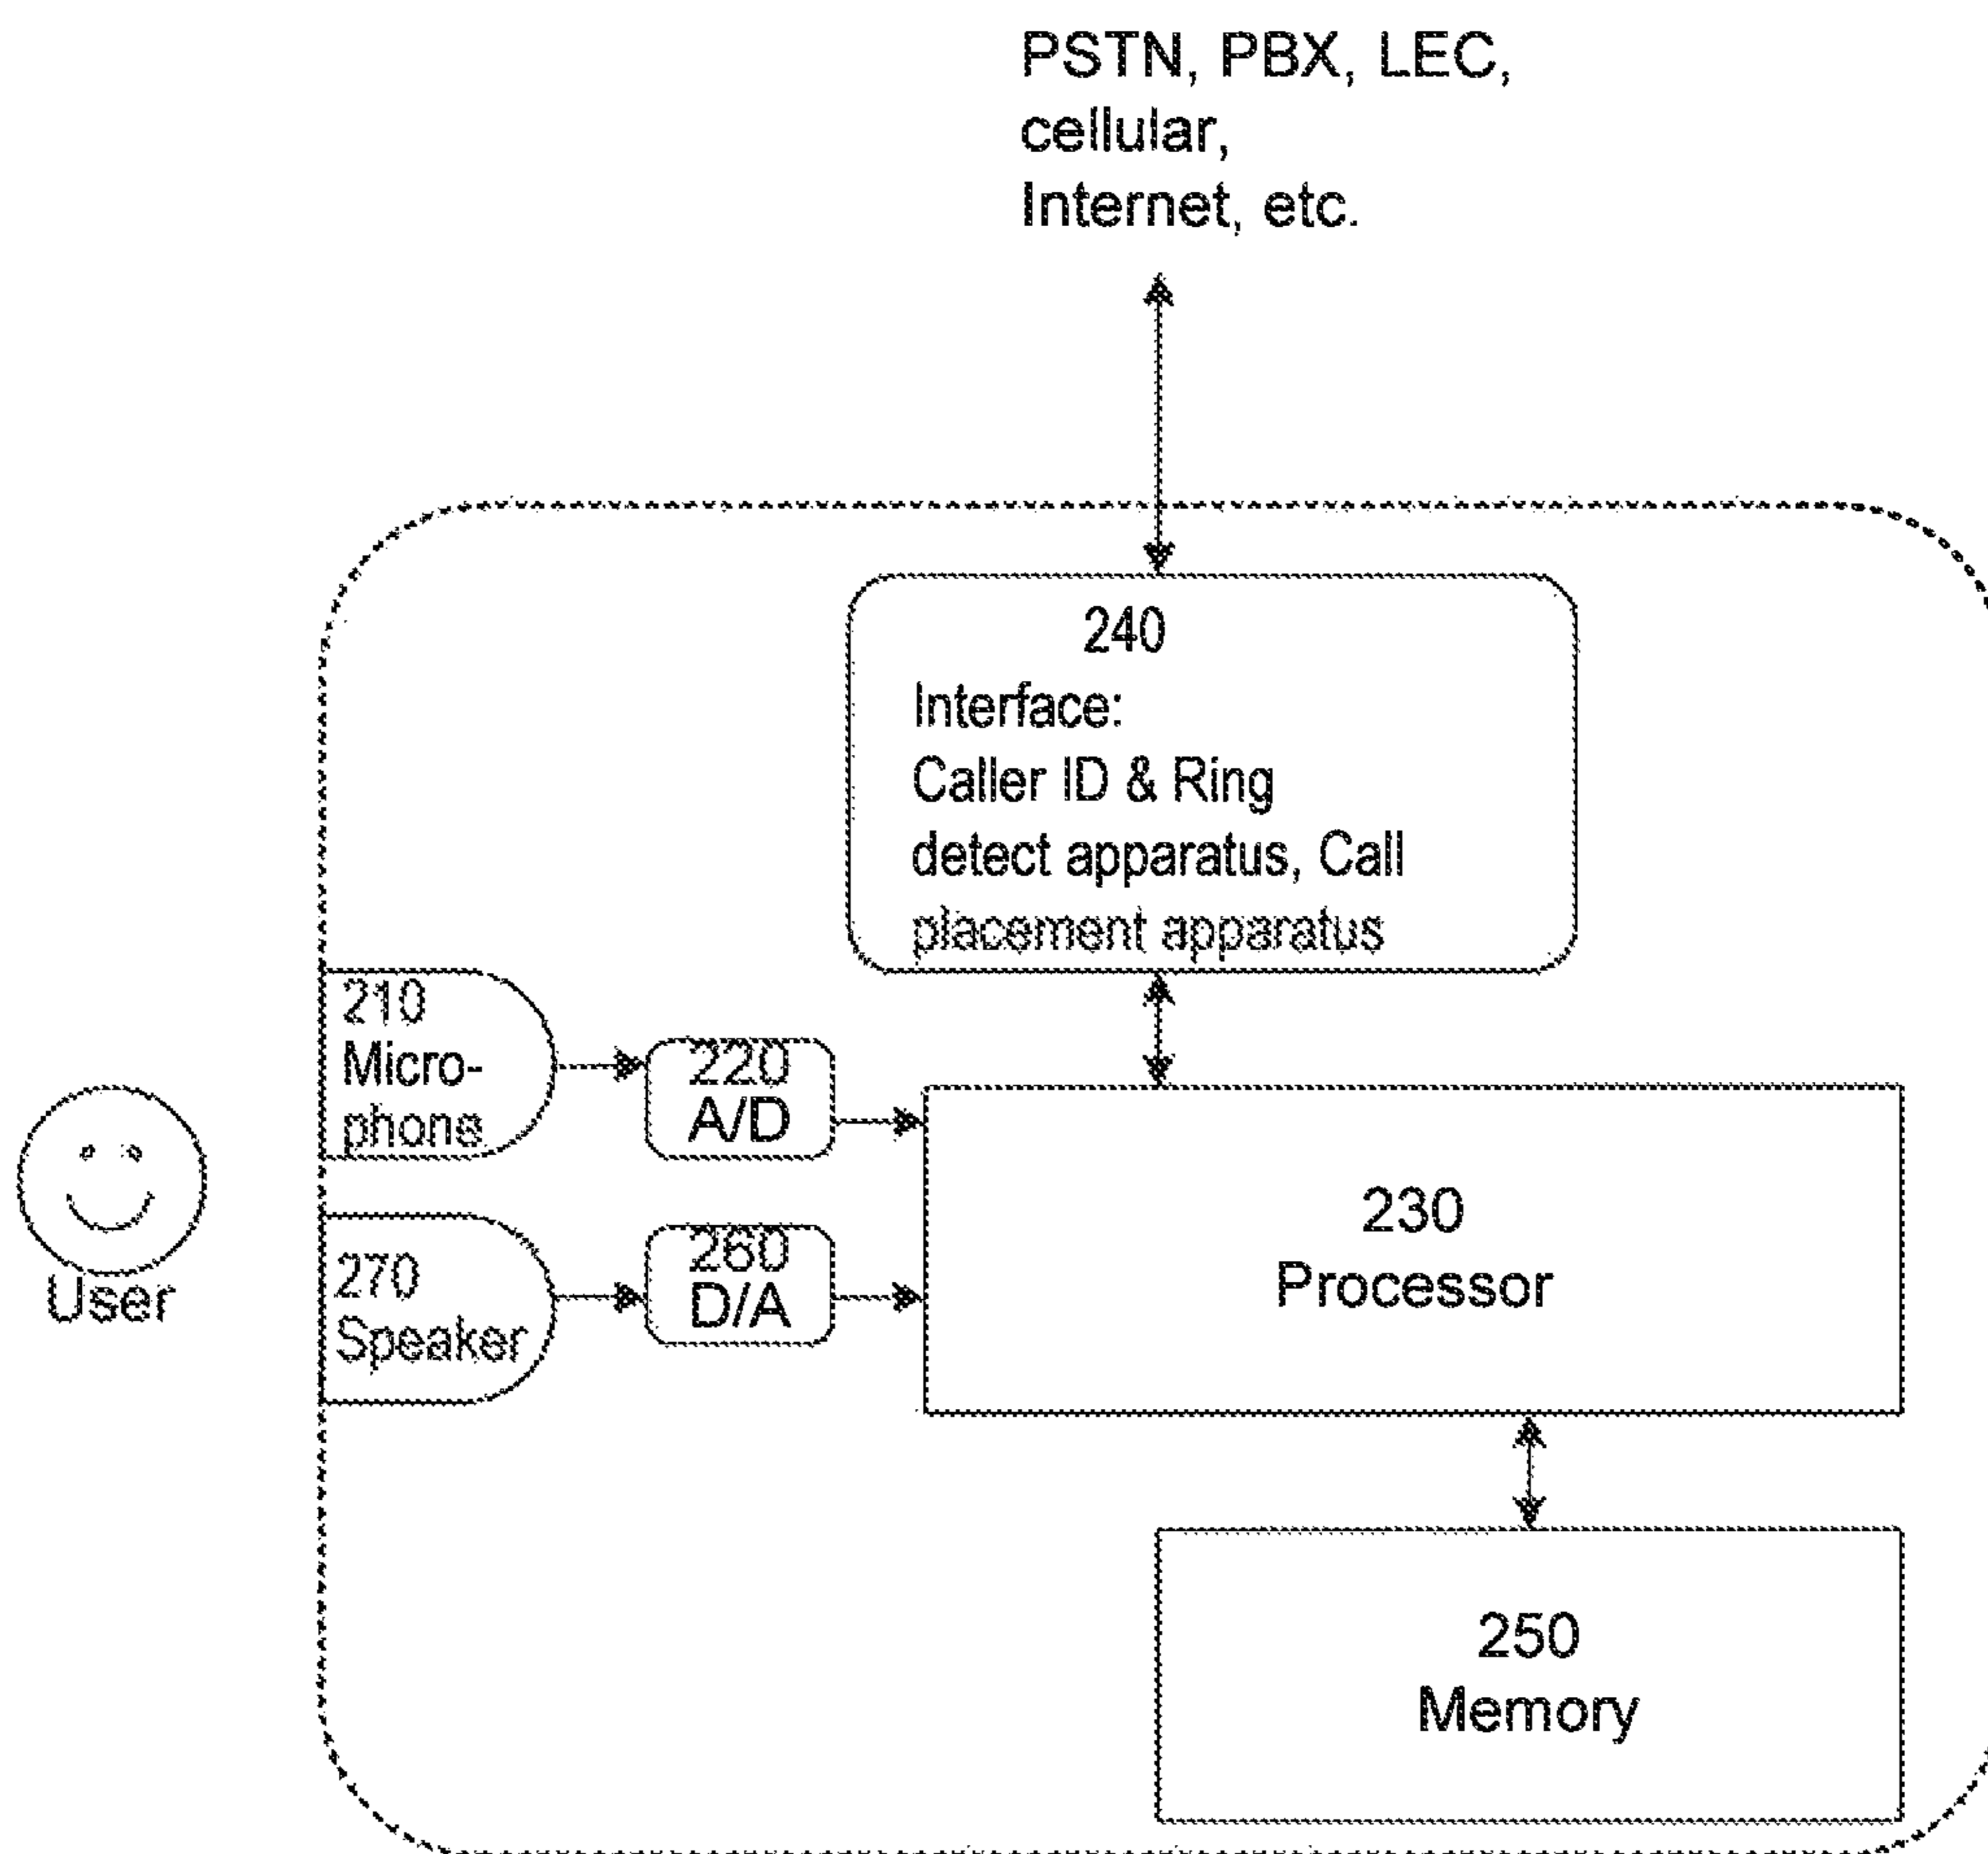 PSTN, PBX, LEC,
cellular,
Internet, etc.
240
Interface:
Caller ID & Ring
detect apparatus, Call
placement apparatus
210
Micro-
phone
220
A/D
230
Processor
User
270
Speaker
260
D/A
250
Memory